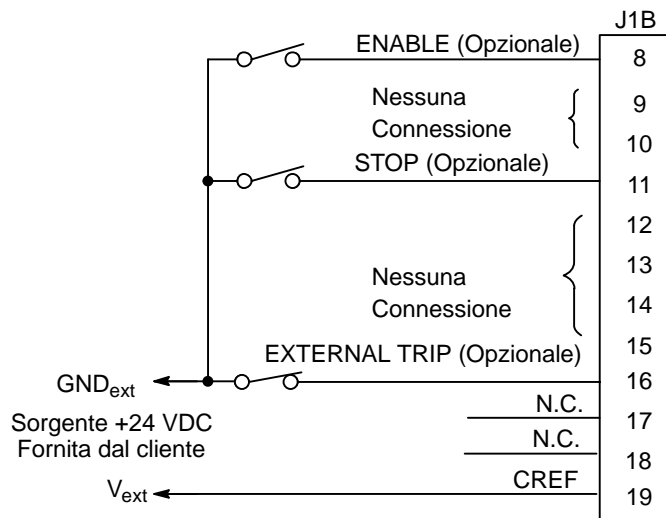 J1B
ENABLE (Opzionale)
8
Nessuna
Connessione
9
10
STOP (Opzionale)
11
12
13
Nessuna
Connessione
14
15
EXTERNAL TRIP (Opzionale)
16
GNDext
N.C.
17
Sorgente +24 VDC
Fornita dal cliente
N.C.
18
CREF
19
Vext